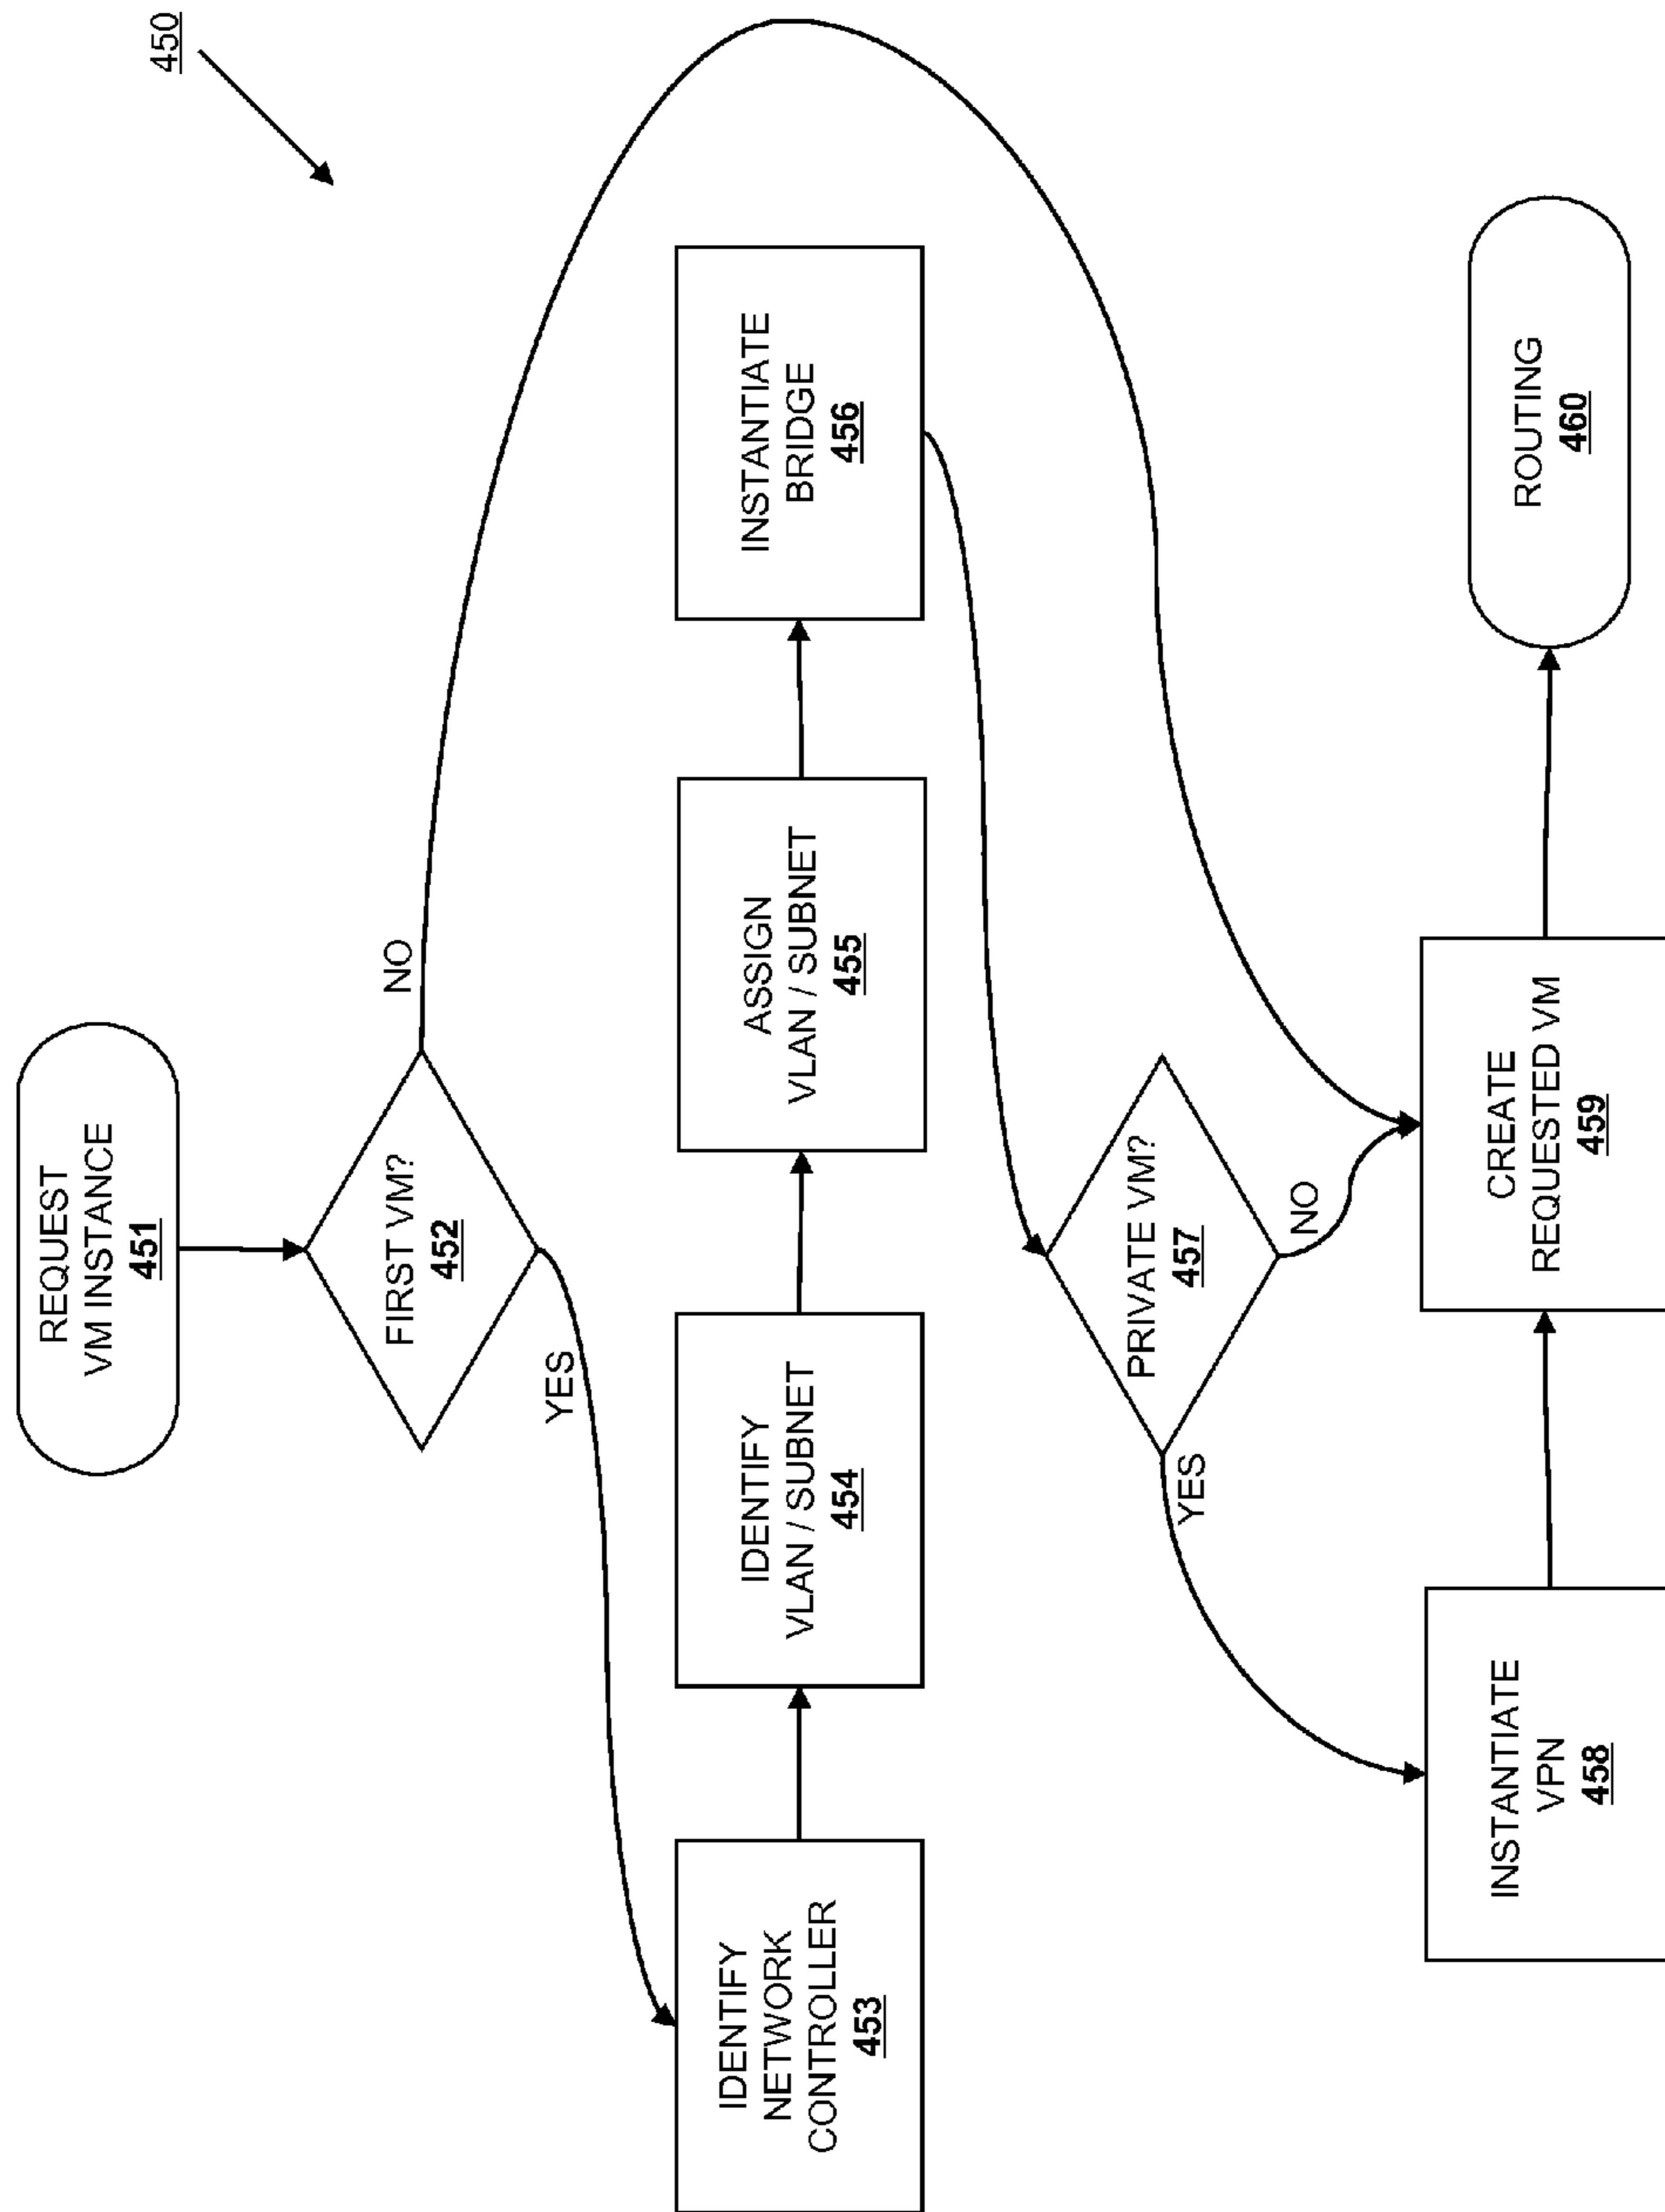 450
REQUEST
VM INSTANCE
451
FIRST VM?
452
NO
YES
IDENTIFY
NETWORK
CONTROLLER
453
IDENTIFY
VLAN / SUBNET
454
ASSIGN
VLAN / SUBNET
455
INSTANTIATE
BRIDGE
456
PRIVATE VM?
457
YES
NO
INSTANTIATE
VPN
458
CREATE
REQUESTED VM
459
ROUTING
460